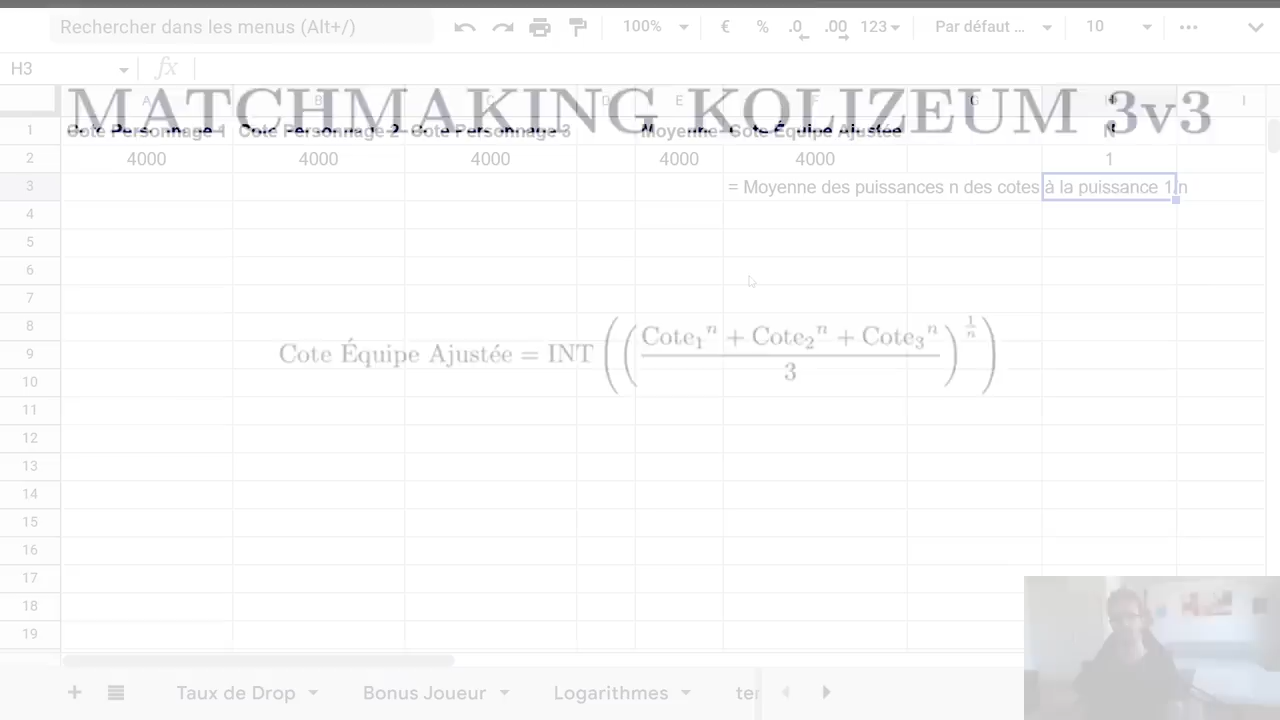 Rechercher dans les menus (Alt+/)
100%
€
%
.0
.00
123
Par défaut ...
10
H3
fx
MATCHMAKING KOLIZEUM 3v3
A
B
C
D
E
F
G
H
I
1 Cote Personnage 1 Cote Personnage 2 Cote Personnage 3 Moyenne Cote Équipe Ajustée N
2 4000 4000 4000 4000 4000 1
3 = Moyenne des puissances n des cotes à la puissance 1/n
4
5
6
7
8
9
10
11
12
13
14
15
16
17
18
19
Cote Équipe Ajustée = INT (((Cote₁ⁿ + Cote₂ⁿ + Cote₃ⁿ) / 3)^(1/n))
Taux de Drop
Bonus Joueur
Logarithmes